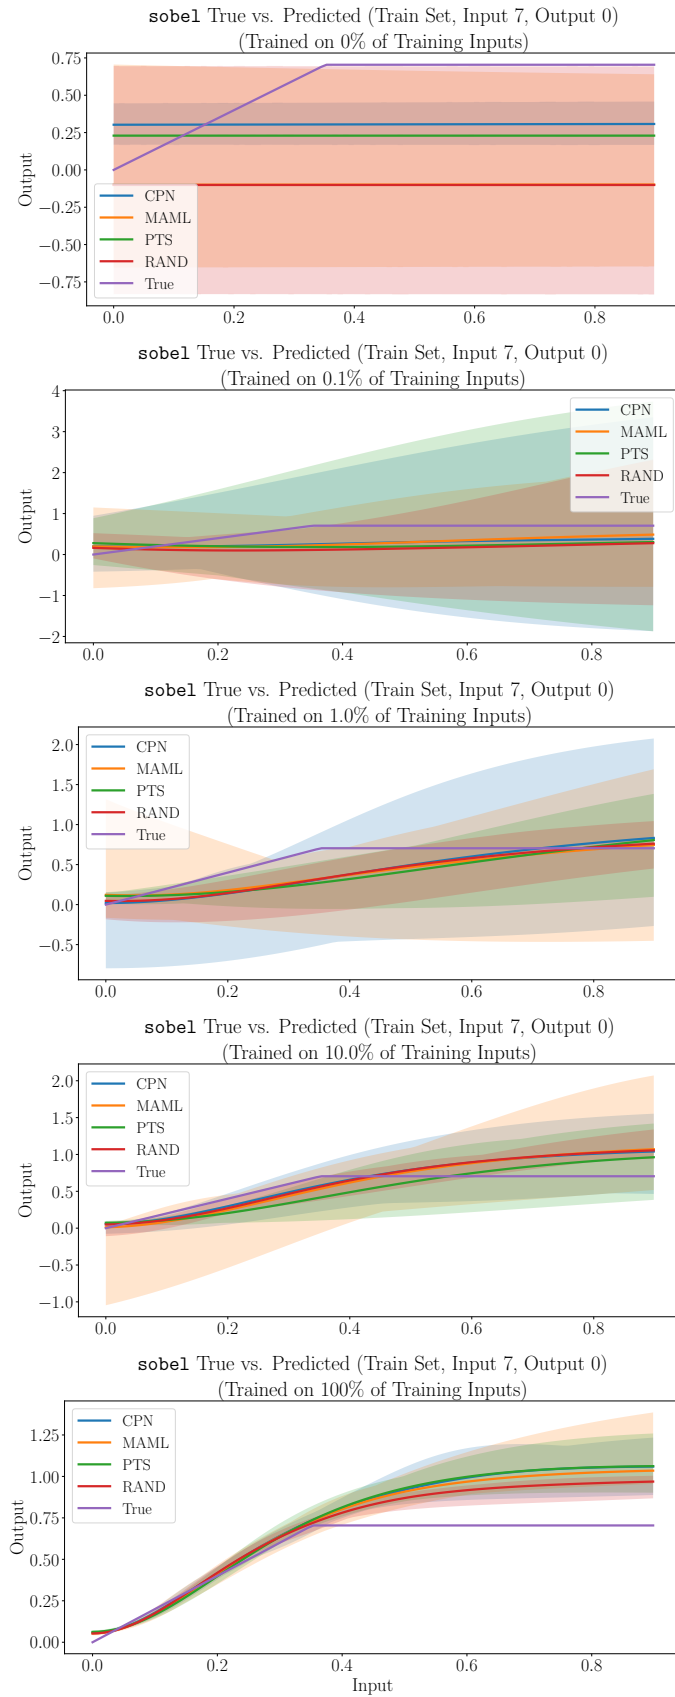 sobel True vs. Predicted (Train Set, Input 7, Output 0)
(Trained on 0% of Training Inputs)
0.75
0.50
0.25
0.00
−0.25
−0.50
−0.75
Output
CPN
MAML
PTS
RAND
True
0.0 0.2 0.4 0.6 0.8
sobel True vs. Predicted (Train Set, Input 7, Output 0)
(Trained on 0.1% of Training Inputs)
4
3
2
1
0
−1
−2
Output
CPN
MAML
PTS
RAND
True
0.0 0.2 0.4 0.6 0.8
sobel True vs. Predicted (Train Set, Input 7, Output 0)
(Trained on 1.0% of Training Inputs)
2.0
1.5
1.0
0.5
0.0
−0.5
Output
CPN
MAML
PTS
RAND
True
0.0 0.2 0.4 0.6 0.8
sobel True vs. Predicted (Train Set, Input 7, Output 0)
(Trained on 10.0% of Training Inputs)
2.0
1.5
1.0
0.5
0.0
−0.5
−1.0
Output
CPN
MAML
PTS
RAND
True
0.0 0.2 0.4 0.6 0.8
sobel True vs. Predicted (Train Set, Input 7, Output 0)
(Trained on 100% of Training Inputs)
1.25
1.00
0.75
0.50
0.25
0.00
Output
CPN
MAML
PTS
RAND
True
0.0 0.2 0.4 0.6 0.8
Input